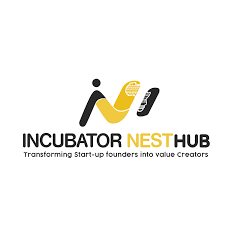 INCUBATOR NESTHUB
Transforming Start-up founders into Value Creators